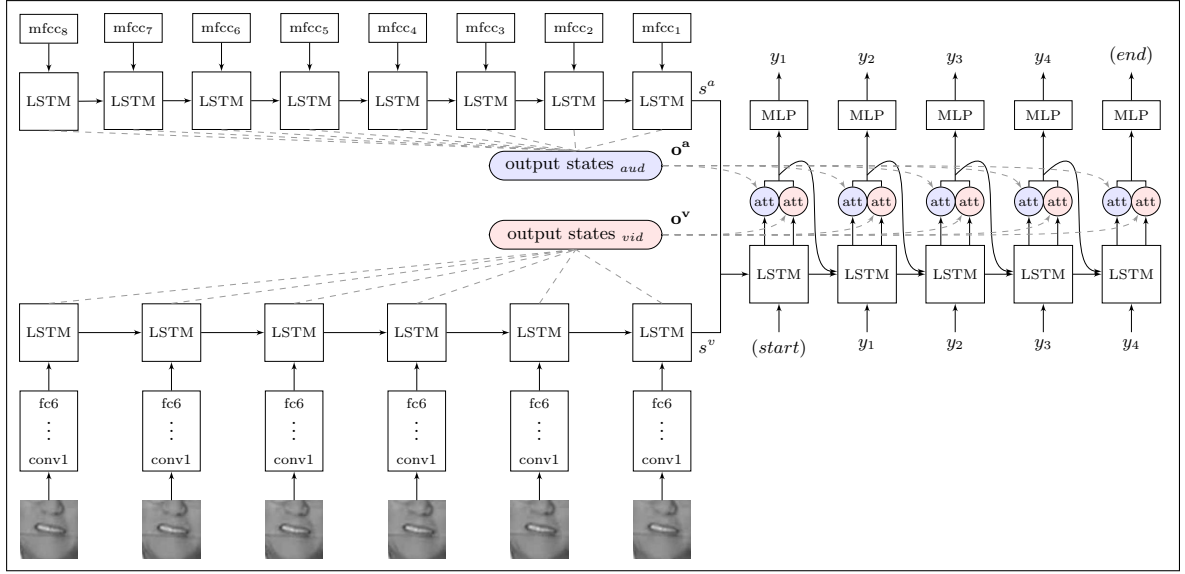 mfcc8 mfcc7 mfcc6 mfcc5 mfcc4 mfcc3 mfcc2 mfcc1
LSTM LSTM LSTM LSTM LSTM LSTM LSTM LSTM
s^a
output states aud
o^a
output states vid
o^v
LSTM LSTM LSTM LSTM LSTM LSTM
s^v
fc6 fc6 fc6 fc6 fc6 fc6
⋮ ⋮ ⋮ ⋮ ⋮ ⋮
conv1 conv1 conv1 conv1 conv1 conv1
y1 y2 y3 y4 (end)
MLP MLP MLP MLP MLP
att att att att att att att att att att
LSTM LSTM LSTM LSTM LSTM
(start) y1 y2 y3 y4